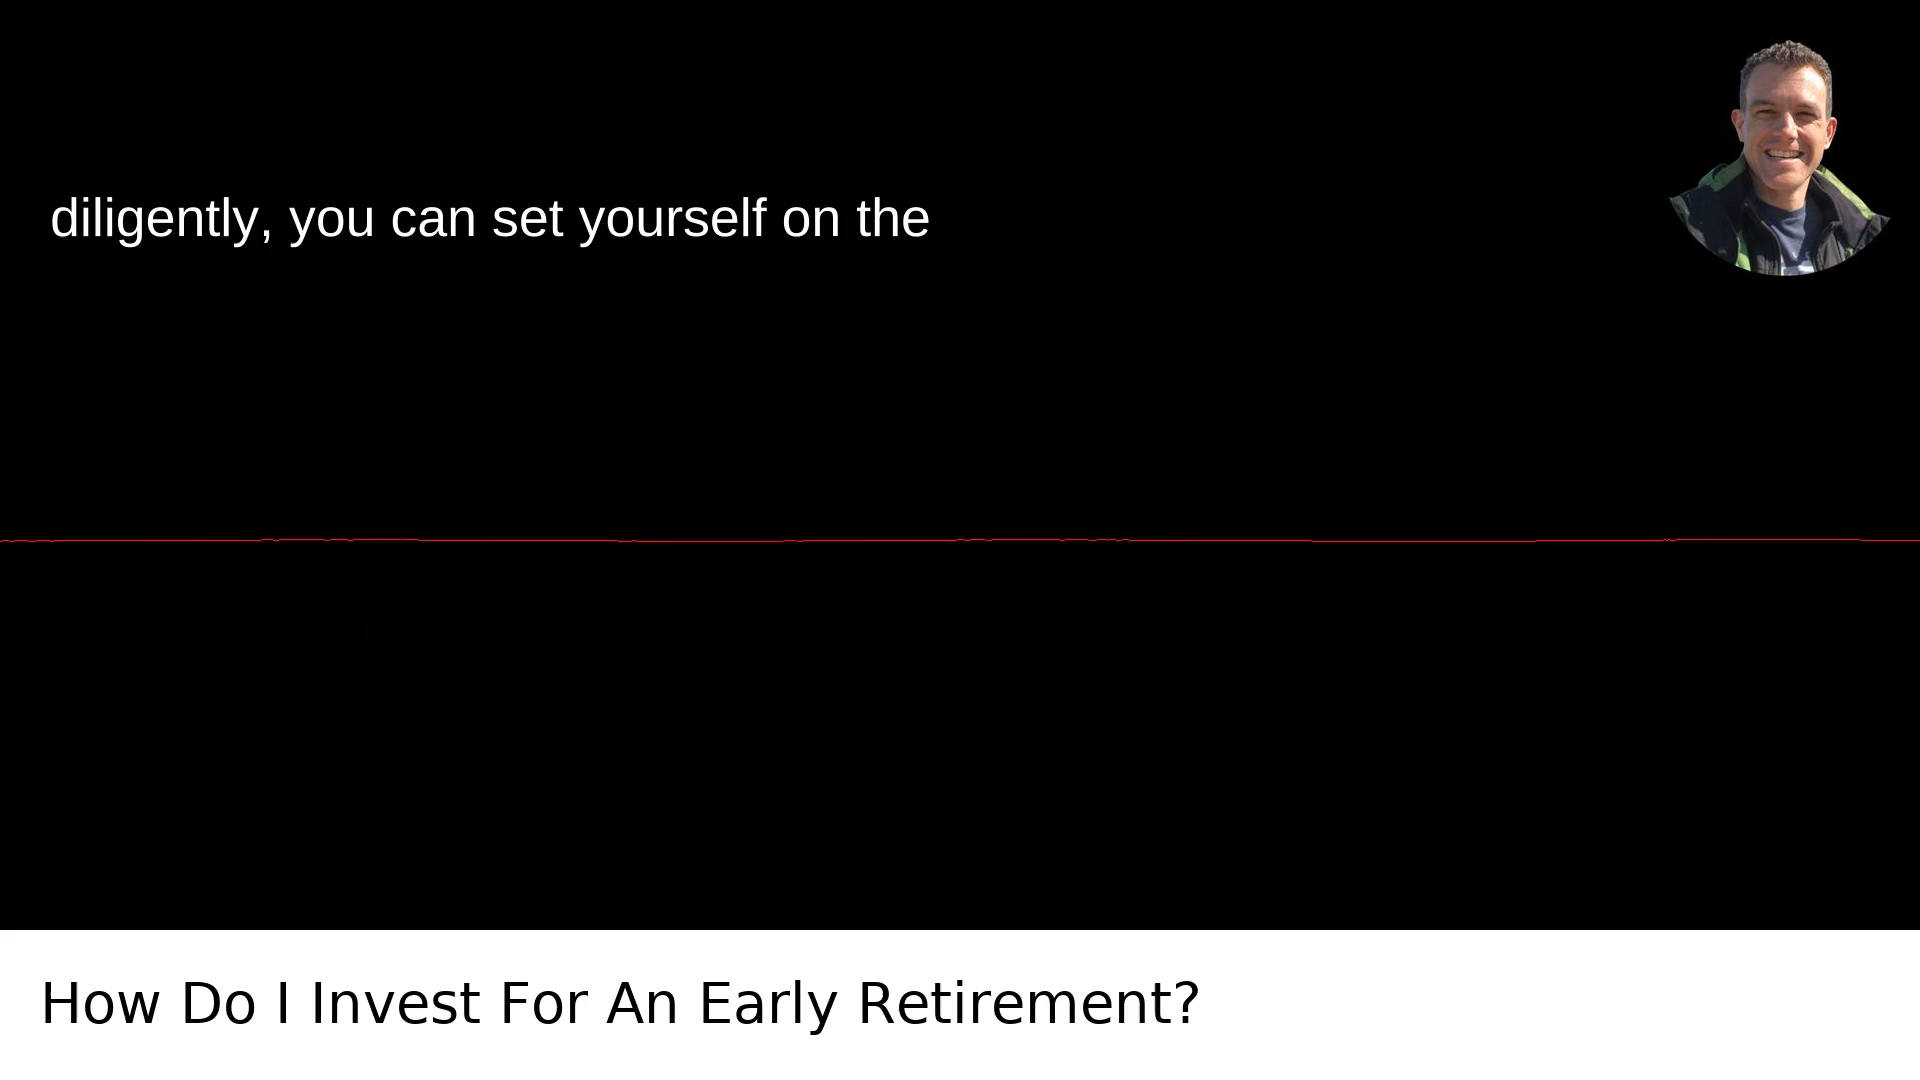 diligently, you can set yourself on the
How Do I Invest For An Early Retirement?